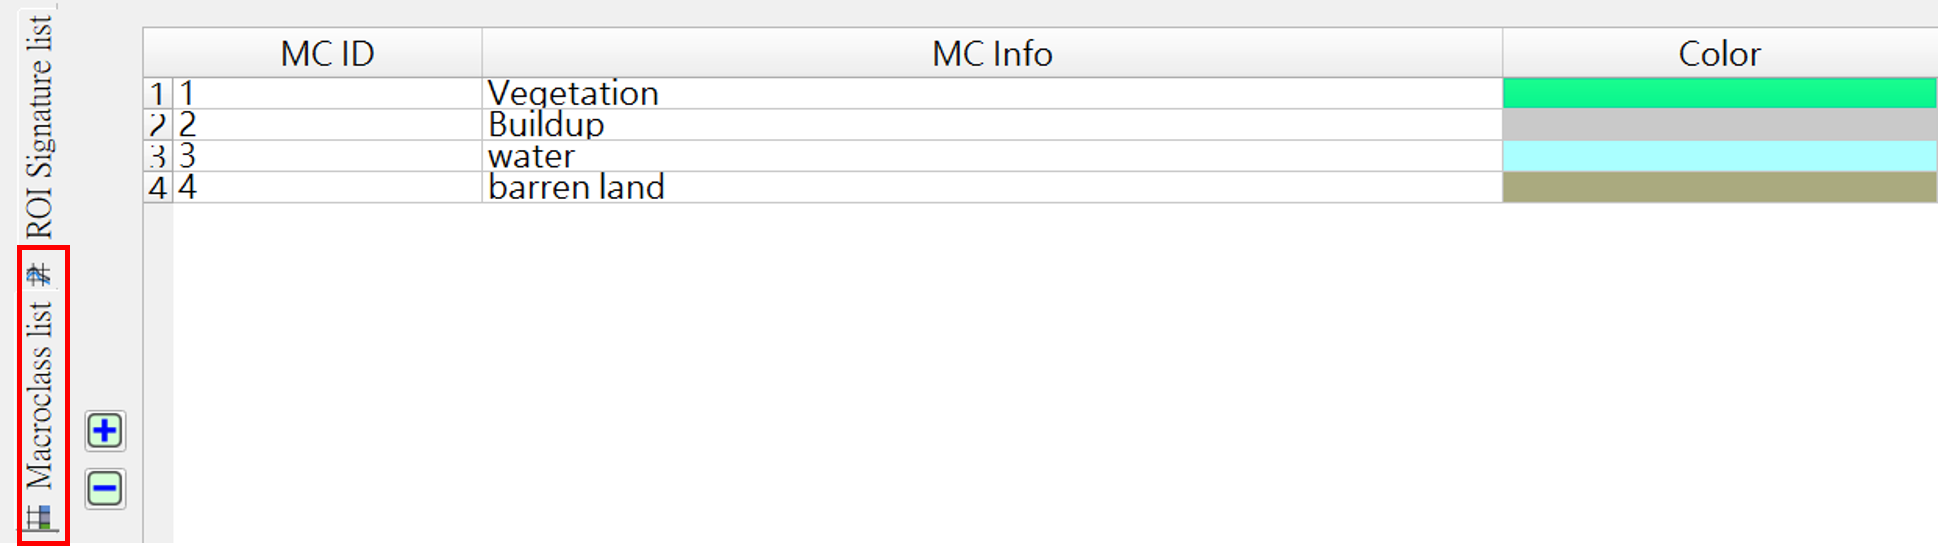 ROI Signature list
Macroclass list
MC ID MC Info Color
1 1 Vegetation
2 2 Buildup
3 3 water
4 4 barren land